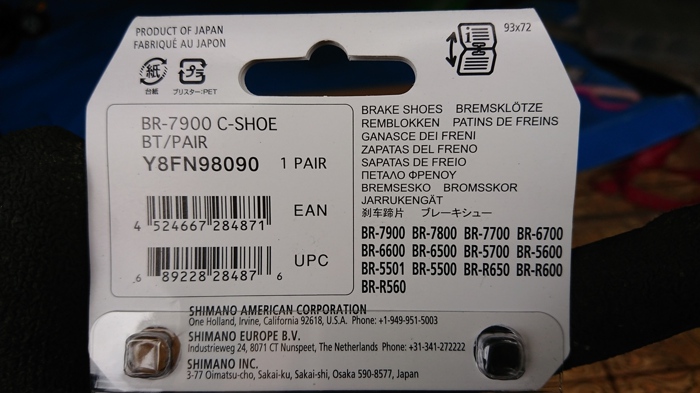 PRODUCT OF JAPAN
FABRIQUÉ AU JAPON
紙
台紙
プラ
ブリスター:PET
93x72
BR-7900 C-SHOE
BT/PAIR
Y8FN98090 1 PAIR
4 524667 284871
EAN
6 89228 28487 6
UPC
BRAKE SHOES BREMSKLÖTZE
REMBLOKKEN PATINS DE FREINS
GANASCE DEI FRENI
ZAPATAS DEL FRENO
SAPATAS DE FREIO
ΠΕΤΑΛΟ ΦΡΕΝΟΥ
BREMSESKO BROMSSKOR
JARRUKENGÄT
刹车蹄片 ブレーキシュー
BR-7900 BR-7800 BR-7700 BR-6700
BR-6600 BR-6500 BR-5700 BR-5600
BR-5501 BR-5500 BR-R650 BR-R600
BR-R560
SHIMANO AMERICAN CORPORATION
One Holland, Irvine, California 92618, U.S.A. Phone: +1-949-951-5003
SHIMANO EUROPE B.V.
Industrieweg 24, 8071 CT Nunspeet, The Netherlands Phone: +31-341-272222
SHIMANO INC.
3-77 Oimatsu-cho, Sakai-ku, Sakai-shi, Osaka 590-8577, Japan